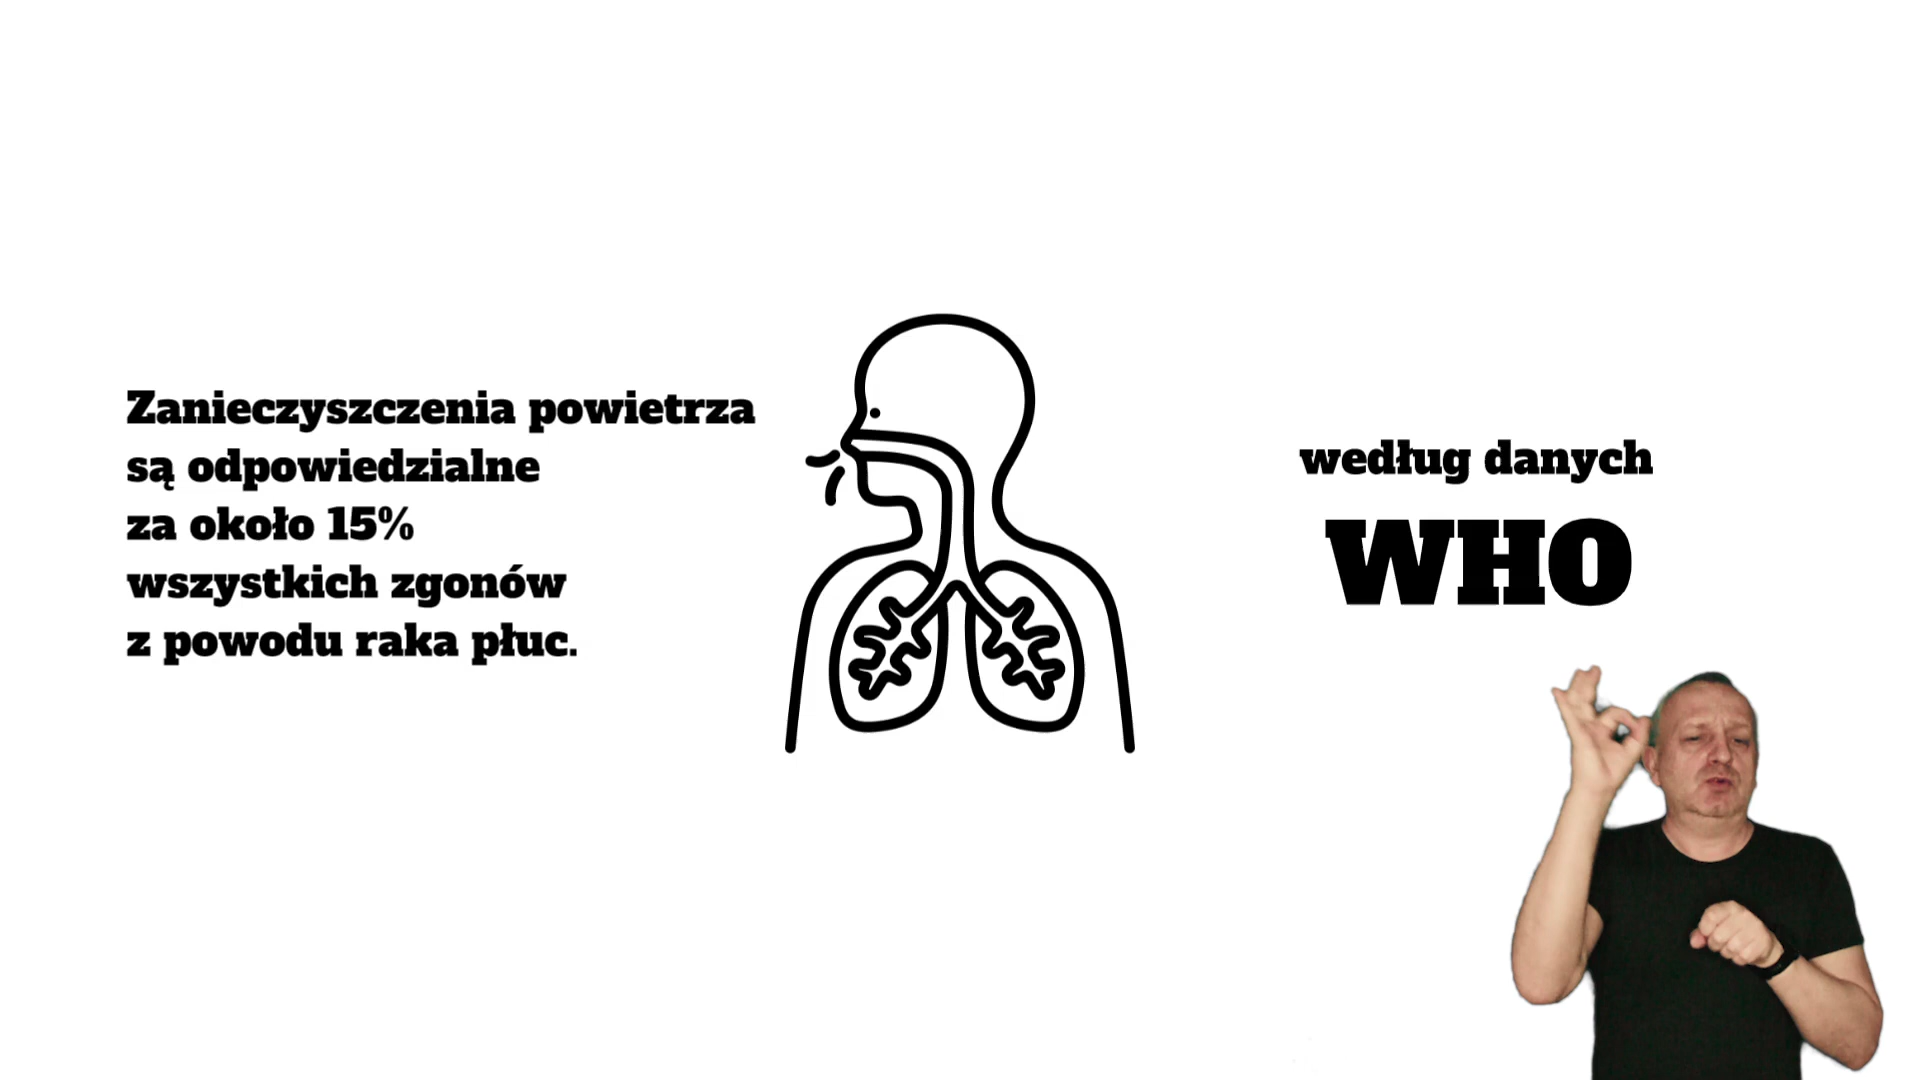 Zanieczyszczenia powietrza
są odpowiedzialne
za około 15%
wszystkich zgonów
z powodu raka płuc.
według danych
WHO